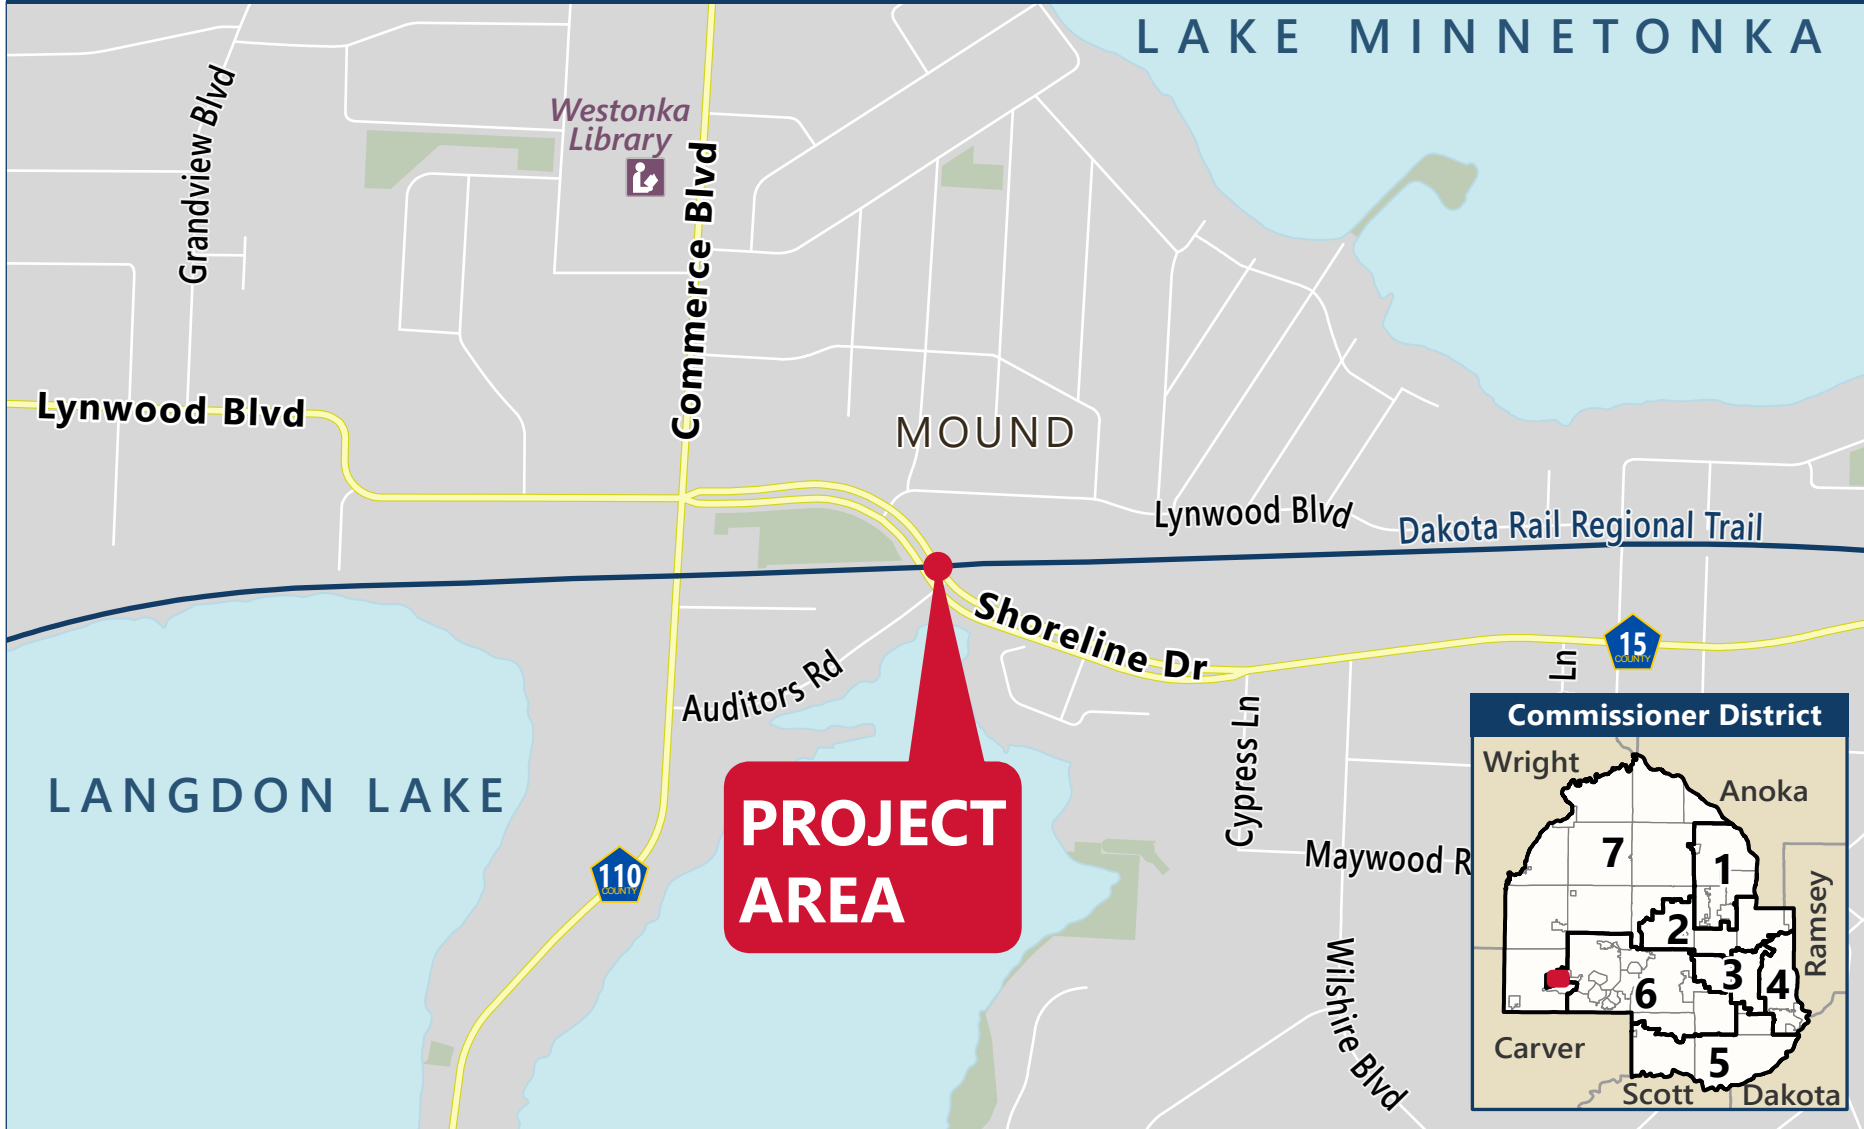 LAKE MINNETONKA
Grandview Blvd
Westonka
Library
Commerce Blvd
Lynwood Blvd
MOUND
Lynwood Blvd
Dakota Rail Regional Trail
Shoreline Dr
15
COUNTY
Ln
Auditors Rd
Cypress Ln
LANGDON LAKE
110
COUNTY
PROJECT
AREA
Maywood R
Wilshire Blvd
Commissioner District
Wright
Anoka
7
1
2
Ramsey
3
4
6
Carver
5
Scott
Dakota